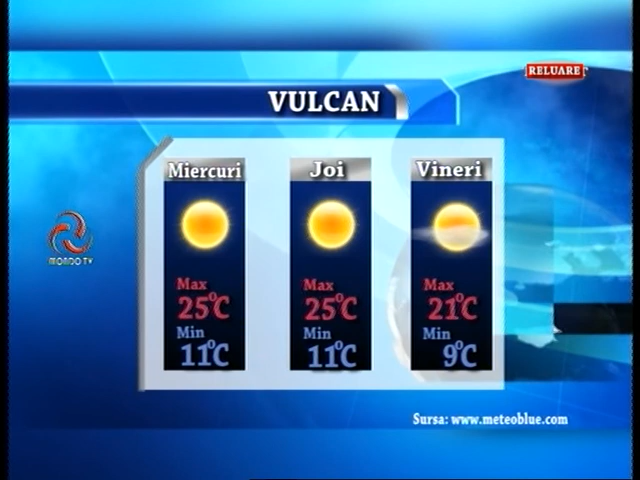 RELUARE
VULCAN
Miercuri Joi Vineri
Max Max Max
25°C 25°C 21°C
Min Min Min
11°C 11°C 9°C
MONDO TV
Sursa: www.meteoblue.com